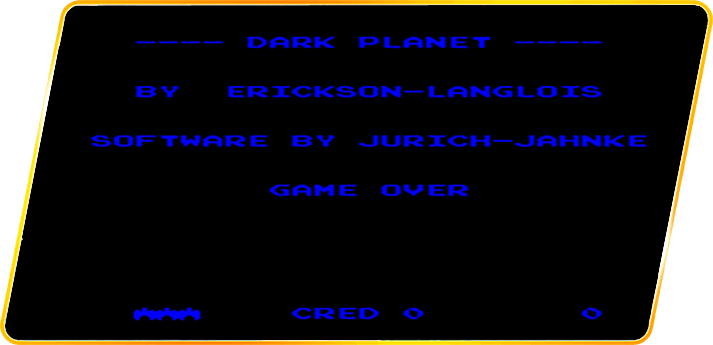 ---- DARK PLANET ----
BY ERICKSON-LANGLOIS
SOFTWARE BY JURICH-JAHNKE
GAME OVER
CRED 0 0